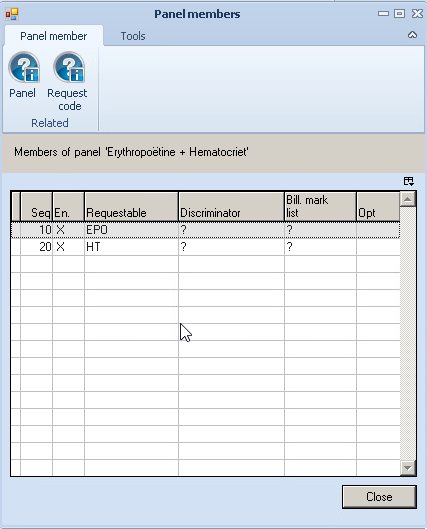 Panel members
Panel member Tools
Panel Request code
Related
Members of panel 'Erythropoëtine + Hematocriet'
Seq En. Requestable Discriminator Bill. mark list Opt
10 X EPO ? ?
20 X HT ? ?
Close